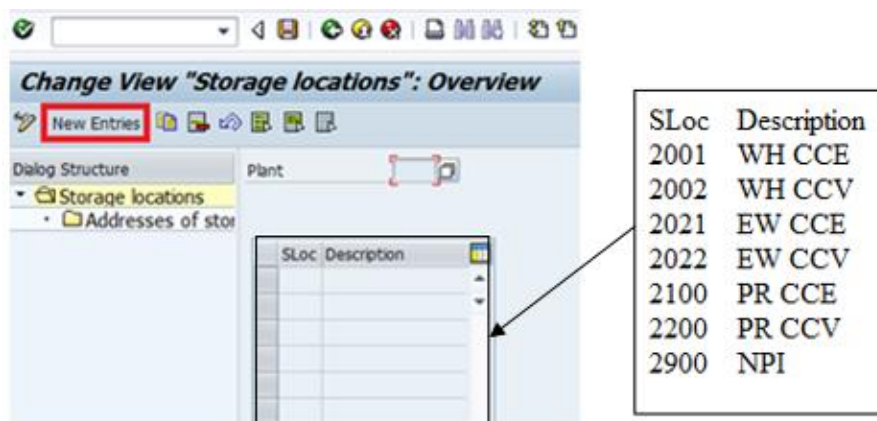 Change View "Storage locations": Overview
New Entries
Dialog Structure
Storage locations
Addresses of stor
Plant
SLoc Description
SLoc Description
2001 WH CCE
2002 WH CCV
2021 EW CCE
2022 EW CCV
2100 PR CCE
2200 PR CCV
2900 NPI